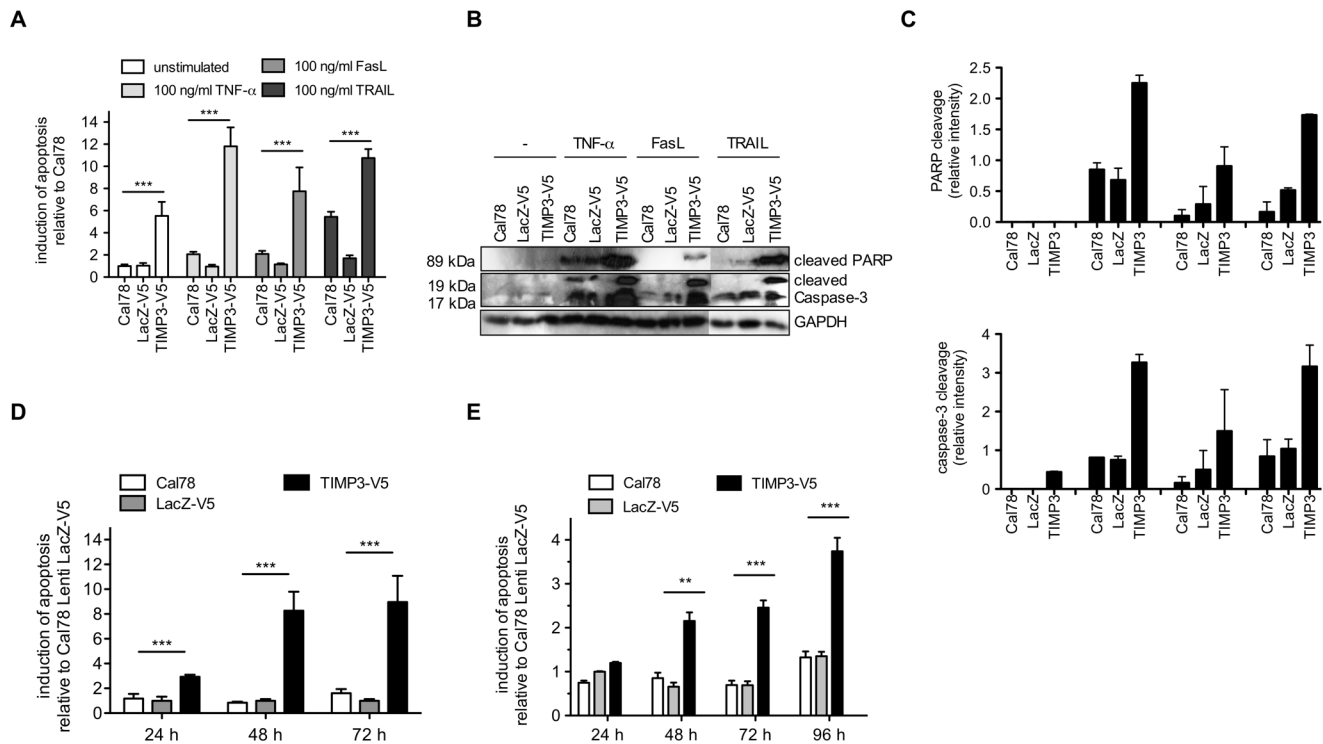 A
unstimulated
100 ng/ml FasL
100 ng/ml TNF-α
100 ng/ml TRAIL
induction of apoptosis
relative to Cal78
14
12
10
8
6
4
2
0
***
***
***
***
Cal78
LacZ-V5
TIMP3-V5
Cal78
LacZ-V5
TIMP3-V5
Cal78
LacZ-V5
TIMP3-V5
Cal78
LacZ-V5
TIMP3-V5
B
-
TNF-α
FasL
TRAIL
Cal78
LacZ-V5
TIMP3-V5
Cal78
LacZ-V5
TIMP3-V5
Cal78
LacZ-V5
TIMP3-V5
Cal78
LacZ-V5
TIMP3-V5
89 kDa
cleaved PARP
19 kDa
17 kDa
cleaved
Caspase-3
GAPDH
C
PARP cleavage
(relative intensity)
2.5
2.0
1.5
1.0
0.5
0.0
Cal78
LacZ
TIMP3
Cal78
LacZ
TIMP3
Cal78
LacZ
TIMP3
Cal78
LacZ
TIMP3
caspase-3 cleavage
(relative intensity)
4
3
2
1
0
Cal78
LacZ
TIMP3
Cal78
LacZ
TIMP3
Cal78
LacZ
TIMP3
Cal78
LacZ
TIMP3
D
Cal78
TIMP3-V5
LacZ-V5
induction of apoptosis
relative to Cal78 Lenti LacZ-V5
14
12
10
8
6
4
2
0
***
***
***
24 h
48 h
72 h
E
Cal78
TIMP3-V5
LacZ-V5
induction of apoptosis
relative to Cal78 Lenti LacZ-V5
4
3
2
1
0
**
***
***
24 h
48 h
72 h
96 h